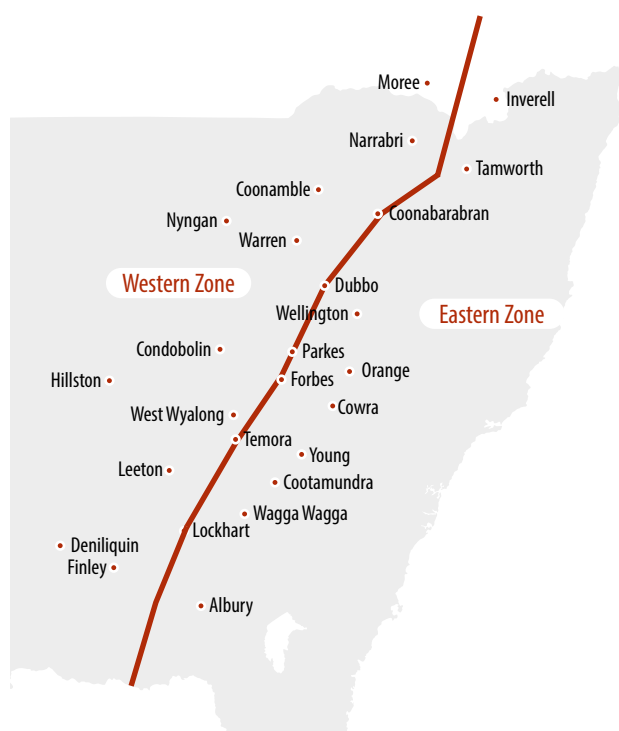 Moree
Inverell
Narrabri
Tamworth
Coonamble
Coonabarabran
Nyngan
Warren
Western Zone
Dubbo
Wellington
Eastern Zone
Condobolin
Parkes
Hillston
Forbes
Orange
West Wyalong
Cowra
Temora
Young
Leeton
Cootamundra
Wagga Wagga
Lockhart
Deniliquin
Finley
Albury